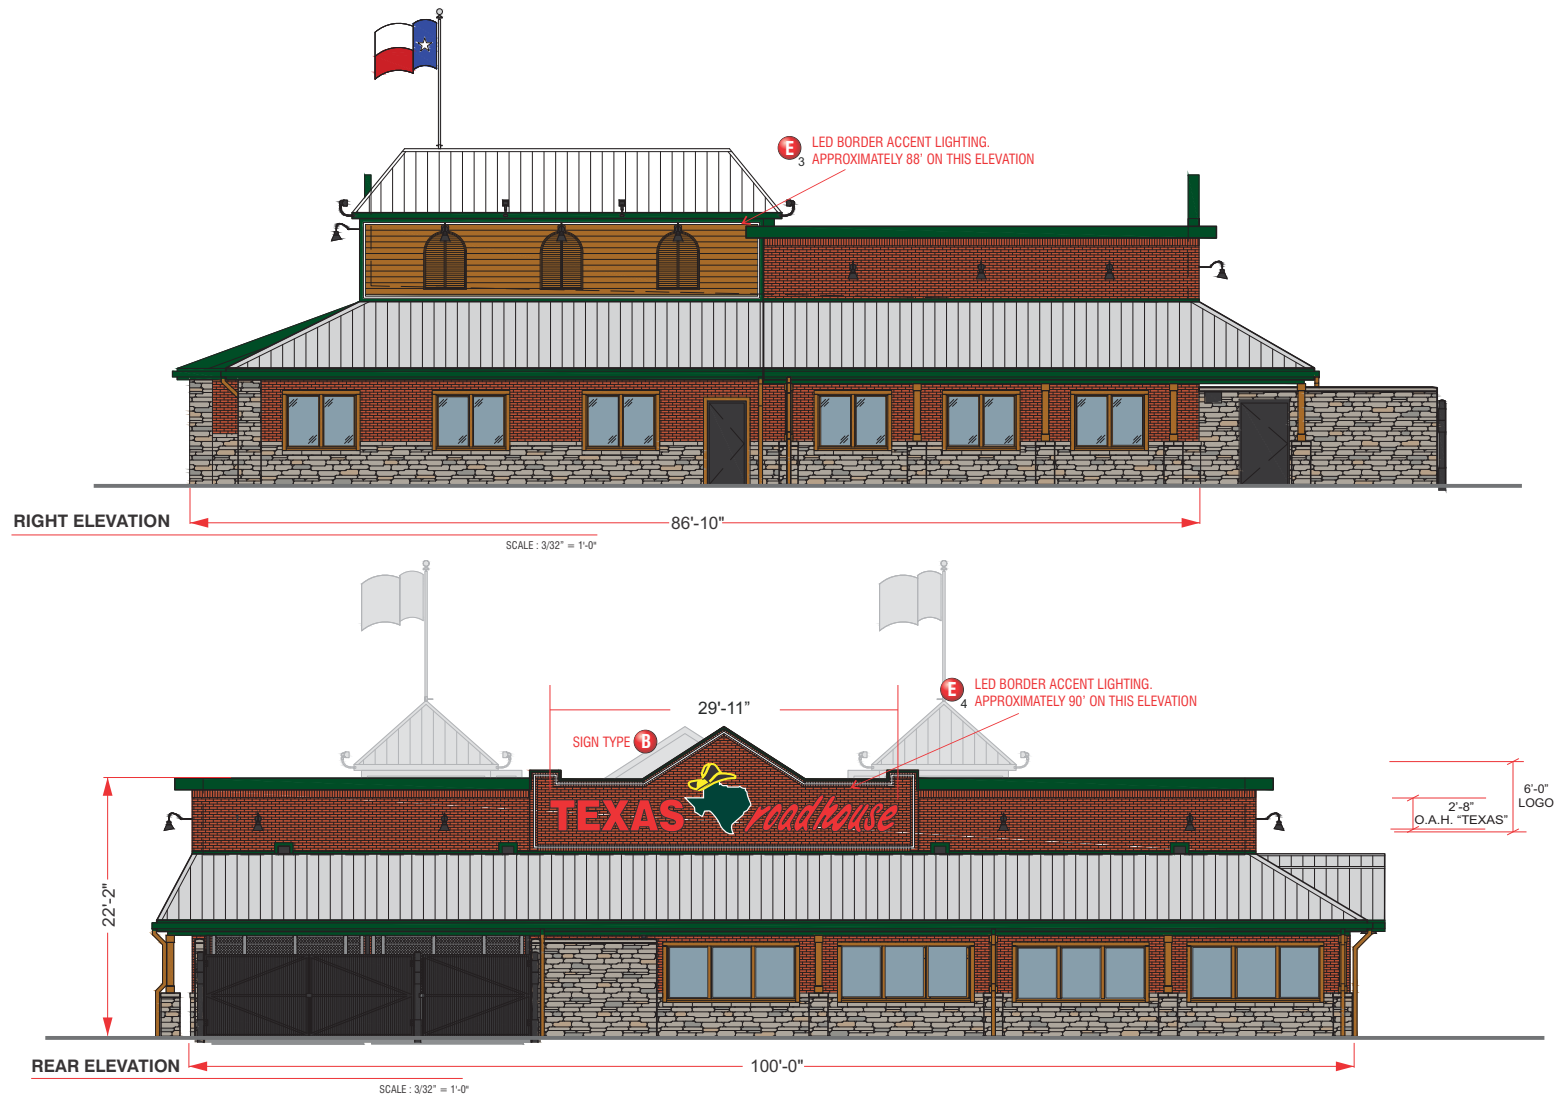 E
3
LED BORDER ACCENT LIGHTING.
APPROXIMATELY 88' ON THIS ELEVATION
RIGHT ELEVATION
86'-10"
SCALE : 3/32" = 1'-0"
E
4
LED BORDER ACCENT LIGHTING.
APPROXIMATELY 90' ON THIS ELEVATION
29'-11"
SIGN TYPE B
TEXAS roadhouse
6'-0"
LOGO
2'-8"
O.A.H. "TEXAS"
22'-2"
REAR ELEVATION
100'-0"
SCALE : 3/32" = 1'-0"